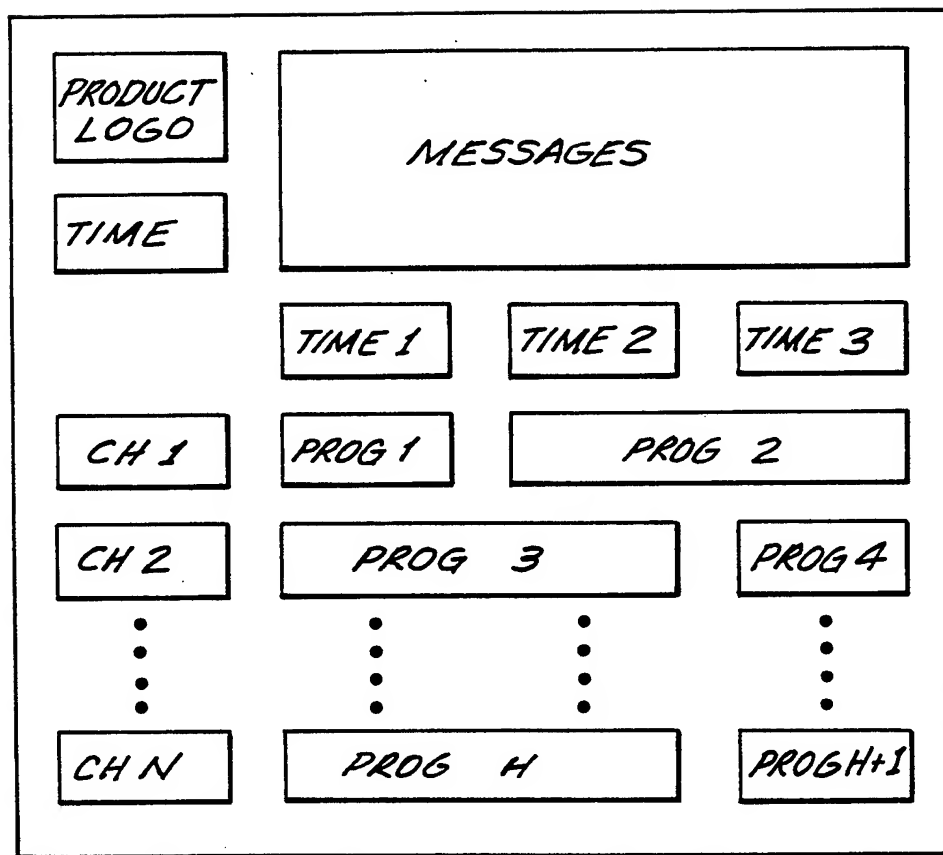 PRODUCT
LOGO
MESSAGES
TIME
TIME 1
TIME 2
TIME 3
CH 1
PROG 1
PROG 2
CH 2
PROG 3
PROG 4
CH N
PROG H
PROG H+1